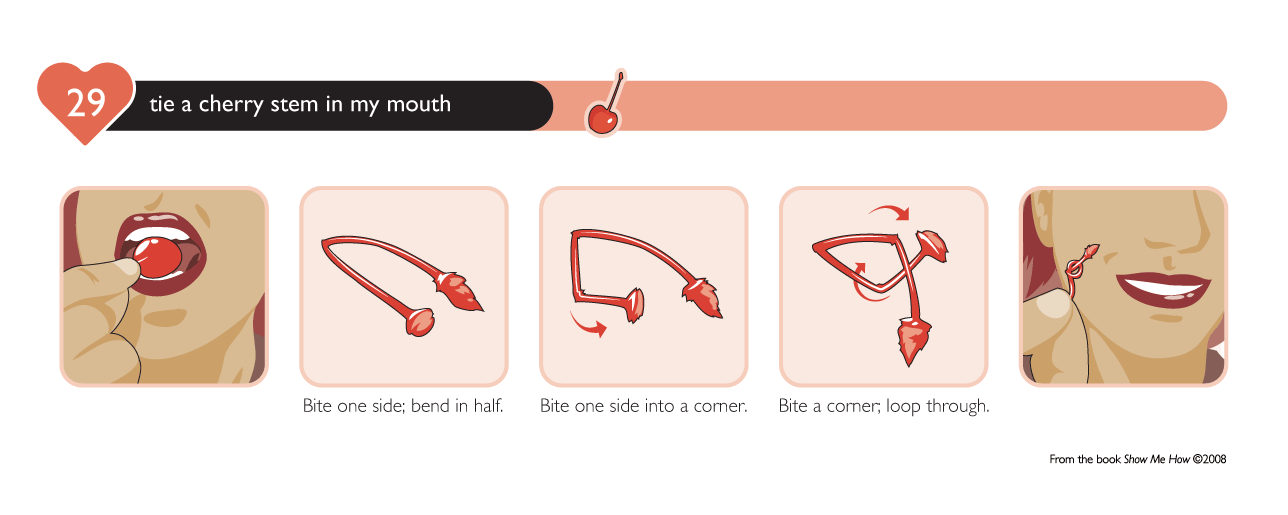 29
tie a cherry stem in my mouth
Bite one side; bend in half.
Bite one side into a corner.
Bite a corner; loop through.
From the book Show Me How ©2008